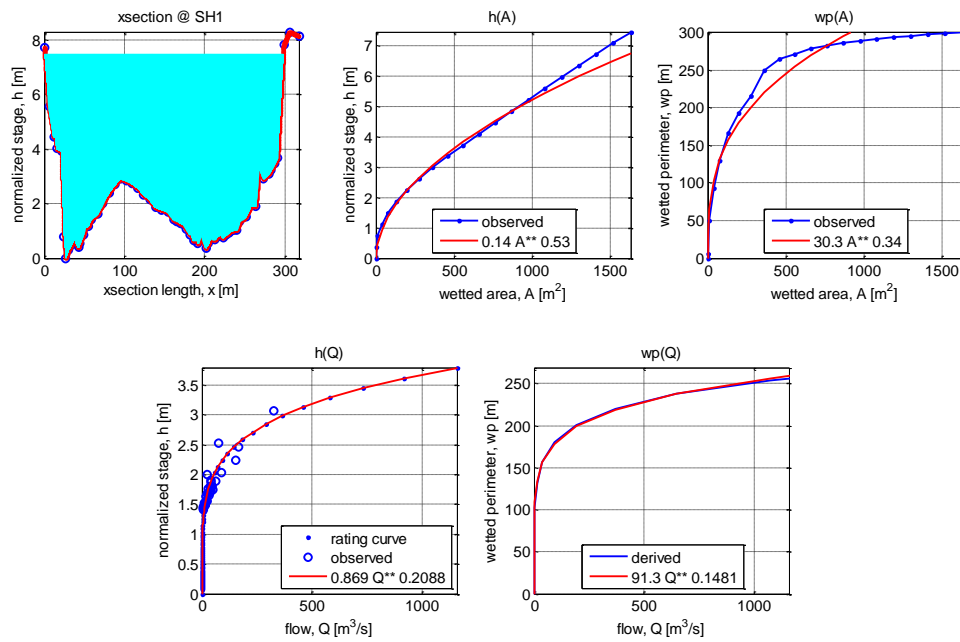 xsection @ SH1
normalized stage, h [m]
8
6
4
2
0
0 100 200 300
xsection length, x [m]
h(A)
normalized stage, h [m]
7
6
5
4
3
2
1
0
observed
0.14 A** 0.53
0 500 1000 1500
wetted area, A [m²]
wp(A)
wetted perimeter, wp [m]
300
250
200
150
100
50
0
observed
30.3 A** 0.34
0 500 1000 1500
wetted area, A [m²]
h(Q)
normalized stage, h [m]
3.5
3
2.5
2
1.5
1
0.5
0
rating curve
observed
0.869 Q** 0.2088
0 500 1000
flow, Q [m³/s]
wp(Q)
wetted perimeter, wp [m]
250
200
150
100
50
0
derived
91.3 Q** 0.1481
0 500 1000
flow, Q [m³/s]